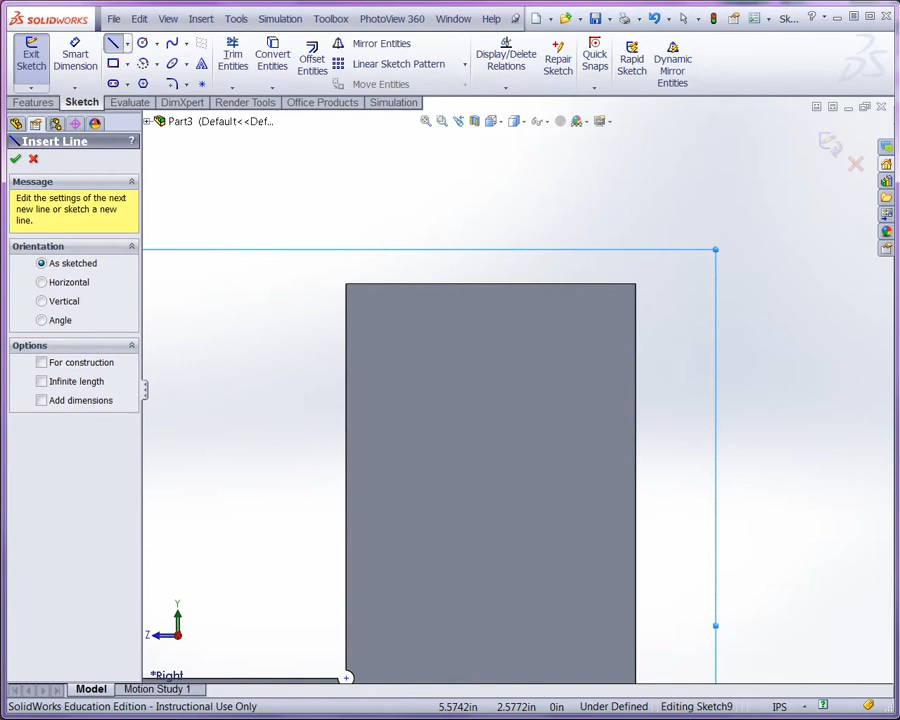 SOLIDWORKS File Edit View Insert Tools Simulation Toolbox PhotoView 360 Window Help Sk... ?
Exit Sketch
Smart Dimension
Trim Entities
Convert Entities
Offset Entities
Mirror Entities
Linear Sketch Pattern
Move Entities
Display/Delete Relations
Repair Sketch
Quick Snaps
Rapid Sketch
Dynamic Mirror Entities
Features Sketch Evaluate DimXpert Render Tools Office Products Simulation
Part3 (Default<<Def...
Insert Line ?
Message
Edit the settings of the next
new line or sketch a new
line.
Orientation
As sketched
Horizontal
Vertical
Angle
Options
For construction
Infinite length
Add dimensions
Y
Z
*Right
Model Motion Study 1
SolidWorks Education Edition - Instructional Use Only 5.5742in 2.5772in 0in Under Defined Editing Sketch9 IPS ?